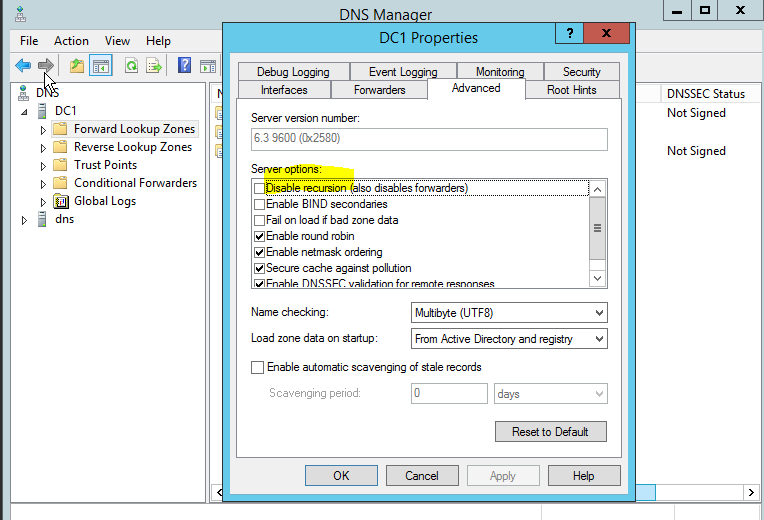 DNS Manager
File Action View Help
DNS
DC1
Forward Lookup Zones
Reverse Lookup Zones
Trust Points
Conditional Forwarders
Global Logs
dns
DC1 Properties
Debug Logging Event Logging Monitoring Security
Interfaces Forwarders Advanced Root Hints
Server version number:
6.3 9600 (0x2580)
Server options:
Disable recursion (also disables forwarders)
Enable BIND secondaries
Fail on load if bad zone data
Enable round robin
Enable netmask ordering
Secure cache against pollution
Enable DNSSEC validation for remote responses
Name checking: Multibyte (UTF8)
Load zone data on startup: From Active Directory and registry
Enable automatic scavenging of stale records
Scavenging period: 0 days
Reset to Default
OK Cancel Apply Help
DNSSEC Status
Not Signed
Not Signed